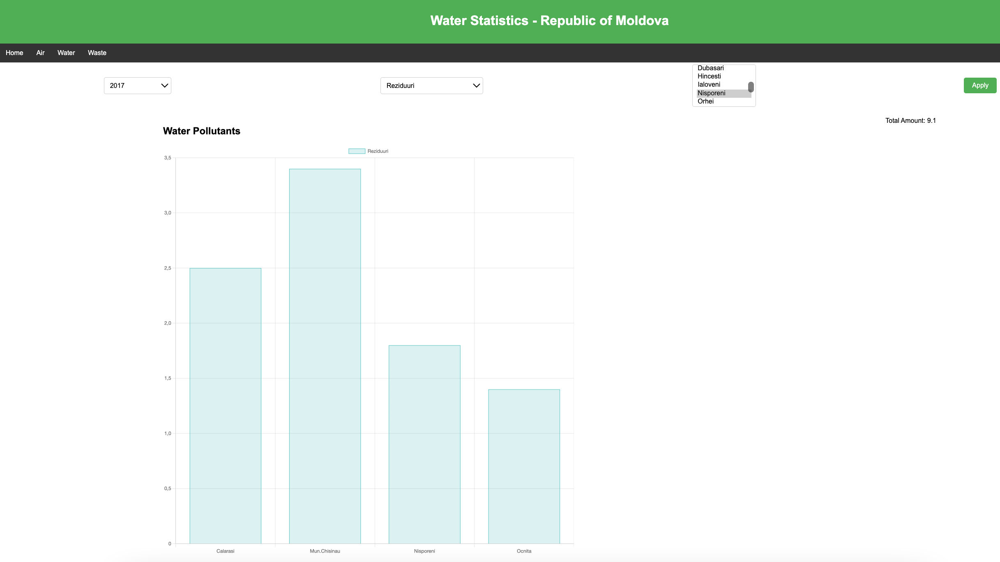 Water Statistics - Republic of Moldova
Home Air Water Waste
2017
Reziduuri
Dubasari
Hincesti
Ialoveni
Nisporeni
Orhei
Apply
Total Amount: 9.1
Water Pollutants
Reziduuri
3,5
3,0
2,5
2,0
1,5
1,0
0,5
0
Calarasi Mun.Chisinau Nisporeni Ocnita